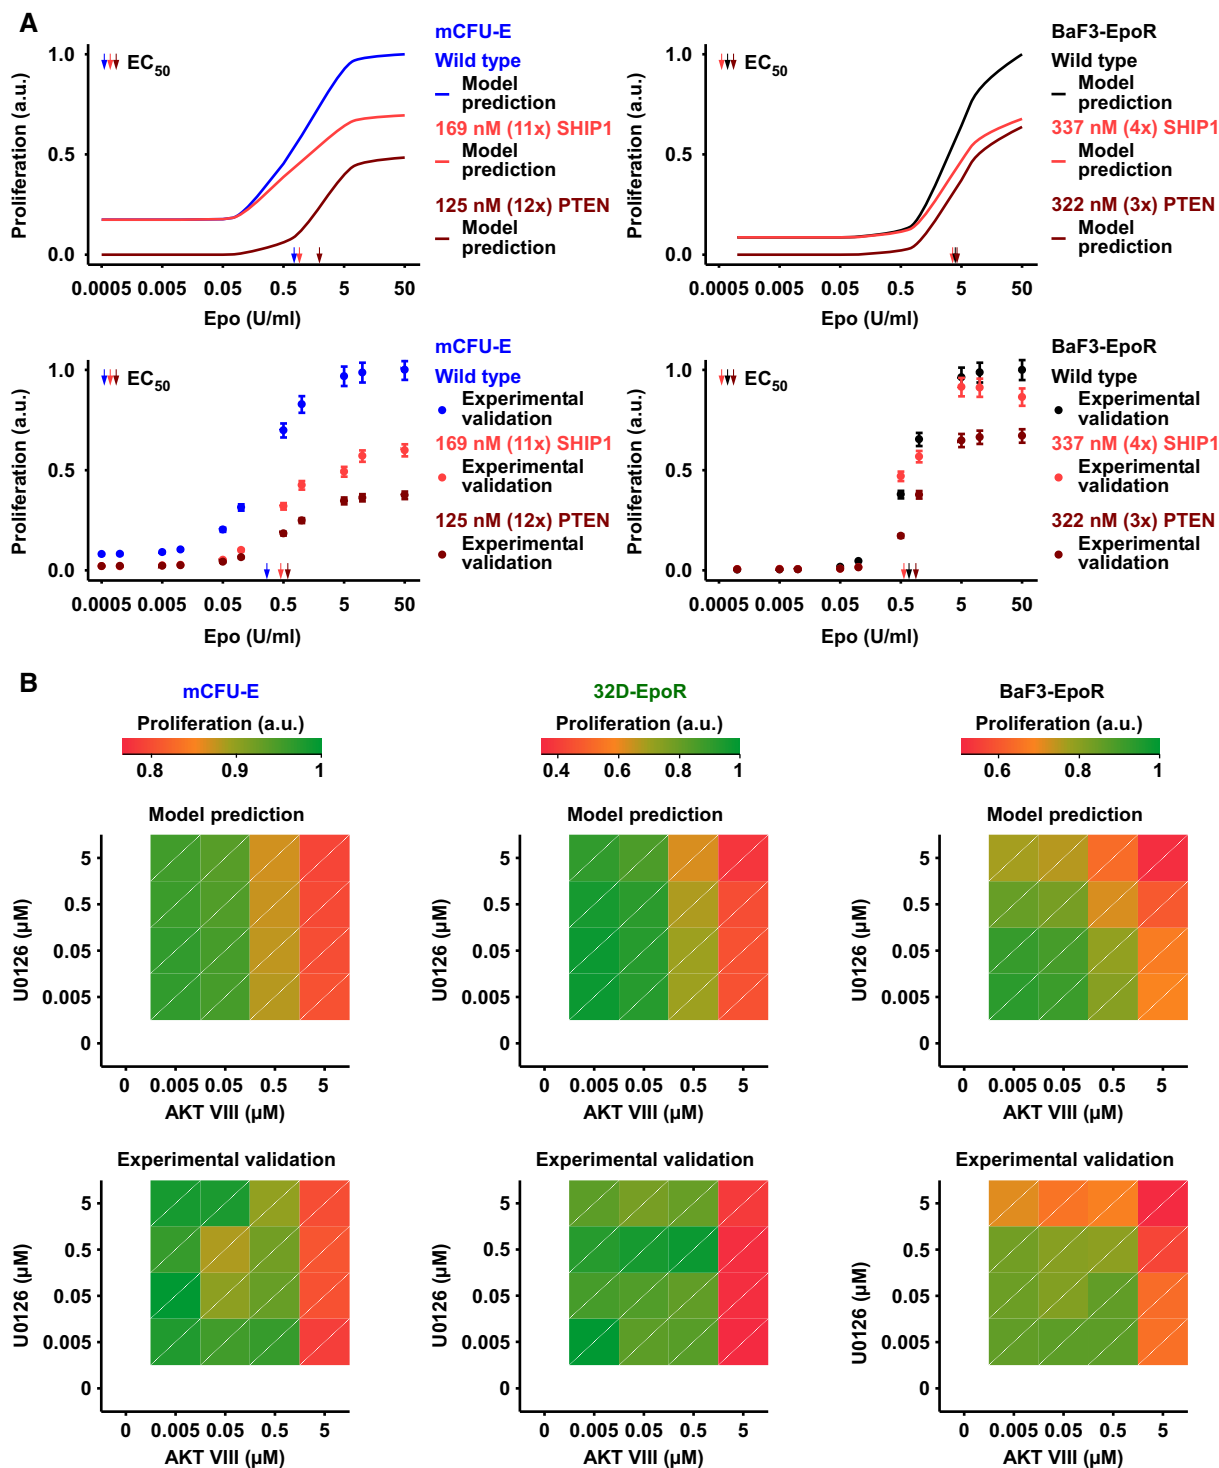 A
mCFU-E
Wild type
Model
prediction
169 nM (11x) SHIP1
Model
prediction
125 nM (12x) PTEN
Model
prediction
EC50
Proliferation (a.u.)
1.0
0.5
0.0
0.0005 0.005 0.05 0.5 5 50
Epo (U/ml)
BaF3-EpoR
Wild type
Model
prediction
337 nM (4x) SHIP1
Model
prediction
322 nM (3x) PTEN
Model
prediction
EC50
Proliferation (a.u.)
1.0
0.5
0.0
0.0005 0.005 0.05 0.5 5 50
Epo (U/ml)
mCFU-E
Wild type
Experimental
validation
169 nM (11x) SHIP1
Experimental
validation
125 nM (12x) PTEN
Experimental
validation
EC50
Proliferation (a.u.)
1.0
0.5
0.0
0.0005 0.005 0.05 0.5 5 50
Epo (U/ml)
BaF3-EpoR
Wild type
Experimental
validation
337 nM (4x) SHIP1
Experimental
validation
322 nM (3x) PTEN
Experimental
validation
EC50
Proliferation (a.u.)
1.0
0.5
0.0
0.0005 0.005 0.05 0.5 5 50
Epo (U/ml)
B
mCFU-E
Proliferation (a.u.)
0.8 0.9 1
Model prediction
U0126 (µM)
5
0.5
0.05
0.005
0
0 0.005 0.05 0.5 5
AKT VIII (µM)
32D-EpoR
Proliferation (a.u.)
0.4 0.6 0.8 1
Model prediction
U0126 (µM)
5
0.5
0.05
0.005
0
0 0.005 0.05 0.5 5
AKT VIII (µM)
BaF3-EpoR
Proliferation (a.u.)
0.6 0.8 1
Model prediction
U0126 (µM)
5
0.5
0.05
0.005
0
0 0.005 0.05 0.5 5
AKT VIII (µM)
Experimental validation
U0126 (µM)
5
0.5
0.05
0.005
0
0 0.005 0.05 0.5 5
AKT VIII (µM)
Experimental validation
U0126 (µM)
5
0.5
0.05
0.005
0
0 0.005 0.05 0.5 5
AKT VIII (µM)
Experimental validation
U0126 (µM)
5
0.5
0.05
0.005
0
0 0.005 0.05 0.5 5
AKT VIII (µM)